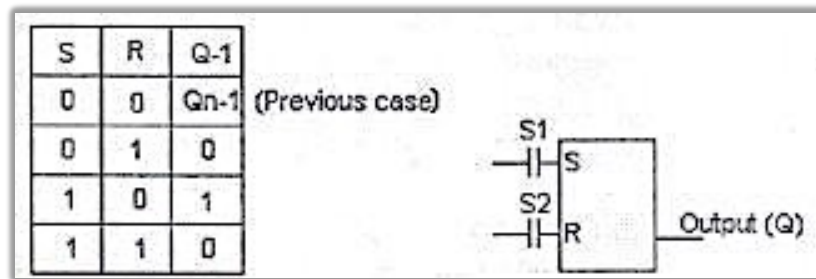 S R Q-1
0 0 Qn-1 (Previous case)
0 1 0
1 0 1
1 1 0
S1
S
S2
R
Output (Q)